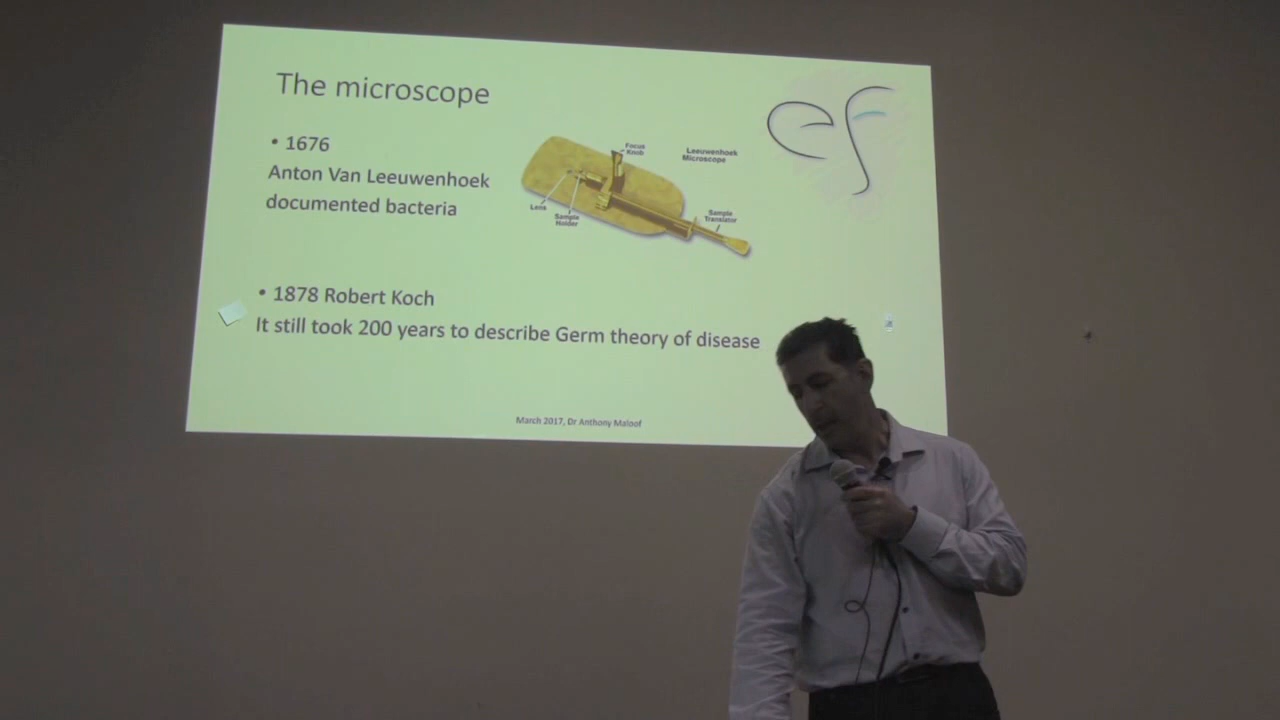 The microscope
ef
• 1676
Anton Van Leeuwenhoek
documented bacteria
Focus
Knob
Leeuwenhoek
Microscope
Lens
Sample
Holder
Sample
Translator
• 1878 Robert Koch
It still took 200 years to describe Germ theory of disease
March 2017, Dr Anthony Maloof